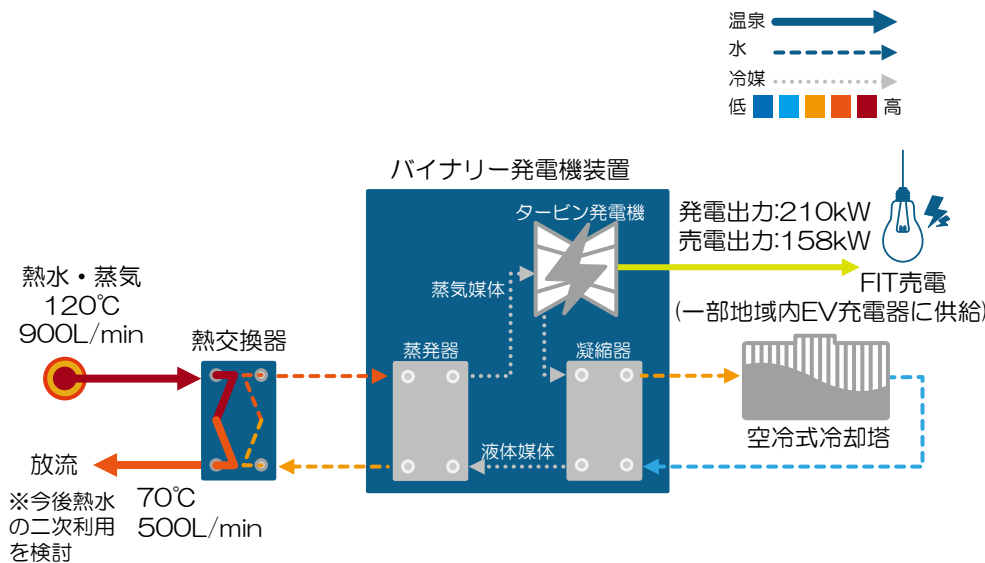 温泉
水
冷媒
低 高
バイナリー発電機装置
タービン発電機
発電出力:210kW
売電出力:158kW
熱水・蒸気
120℃
900L/min
蒸気媒体
FIT売電
(一部地域内EV充電器に供給)
熱交換器
蒸発器
凝縮器
空冷式冷却塔
液体媒体
放流
70℃
500L/min
※今後熱水
の二次利用
を検討